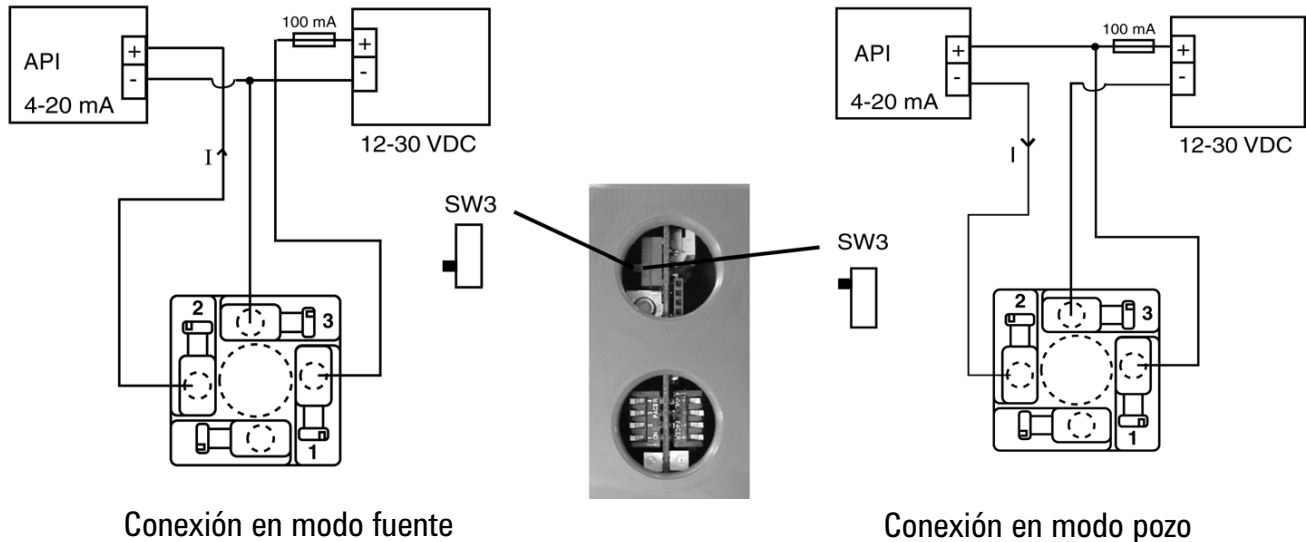 API
4-20 mA
+
-
100 mA
+
-
12-30 VDC
I
2
3
1
Conexión en modo fuente
SW3
SW3
API
4-20 mA
+
-
100 mA
+
-
12-30 VDC
I
2
3
1
Conexión en modo pozo